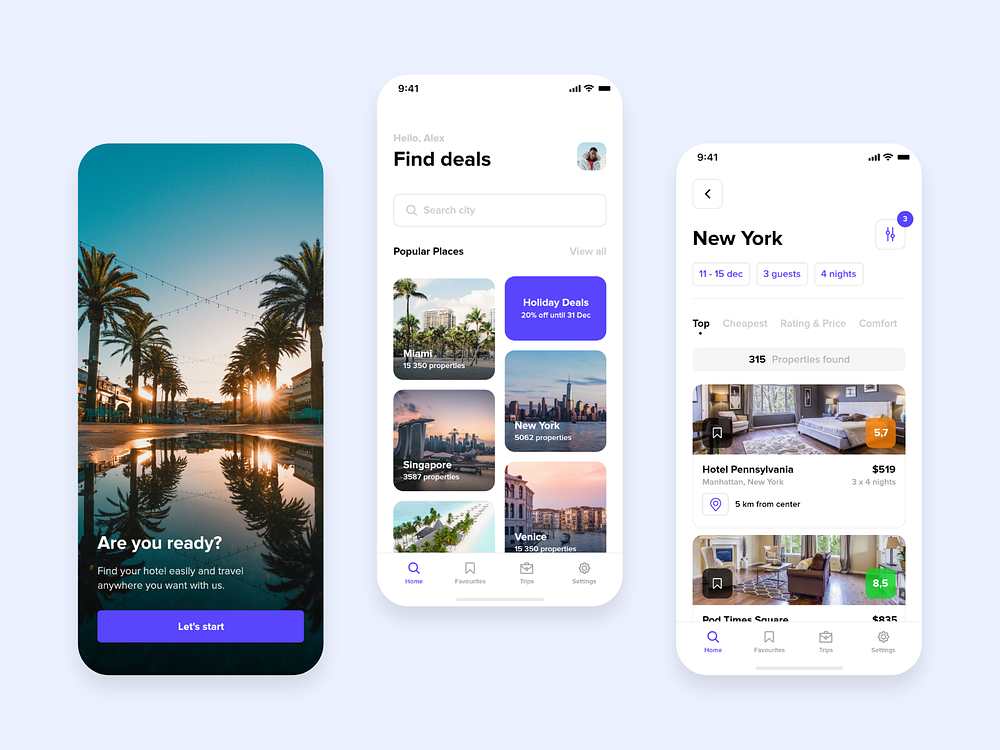 Are you ready?
Find your hotel easily and travel
anywhere you want with us.
Let's start
9:41
Hello, Alex
Find deals
Search city
Popular Places
View all
Miami
15 350 properties
Holiday Deals
20% off until 31 Dec
New York
5062 properties
Singapore
3587 properties
Venice
15 350 properties
Home
Favourites
Trips
Settings
9:41
3
New York
11 - 15 dec
3 guests
4 nights
Top
Cheapest
Rating & Price
Comfort
315 Properties found
5,7
Hotel Pennsylvania
$519
Manhattan, New York
3 x 4 nights
5 km from center
8,5
Pod Times Square
$835
Home
Favourites
Trips
Settings